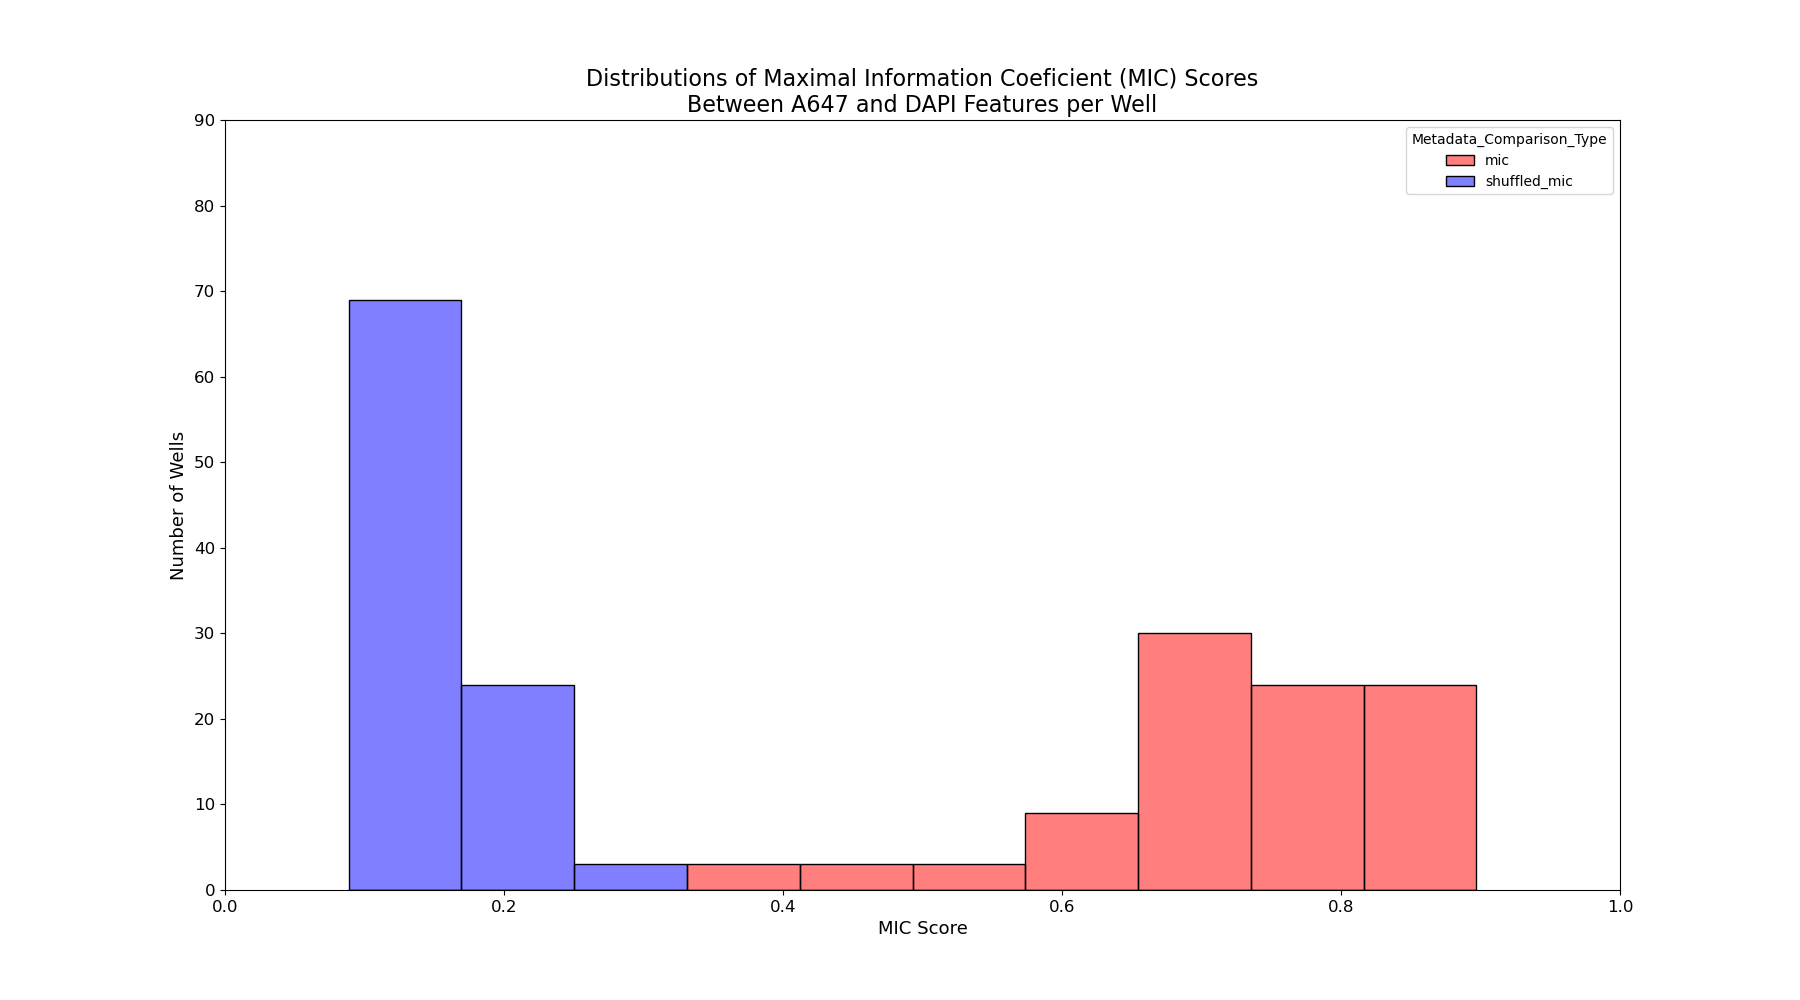 Distributions of Maximal Information Coeficient (MIC) Scores
Between A647 and DAPI Features per Well
Metadata_Comparison_Type
mic
shuffled_mic
Number of Wells
90
80
70
60
50
40
30
20
10
0
0.0 0.2 0.4 0.6 0.8 1.0
MIC Score